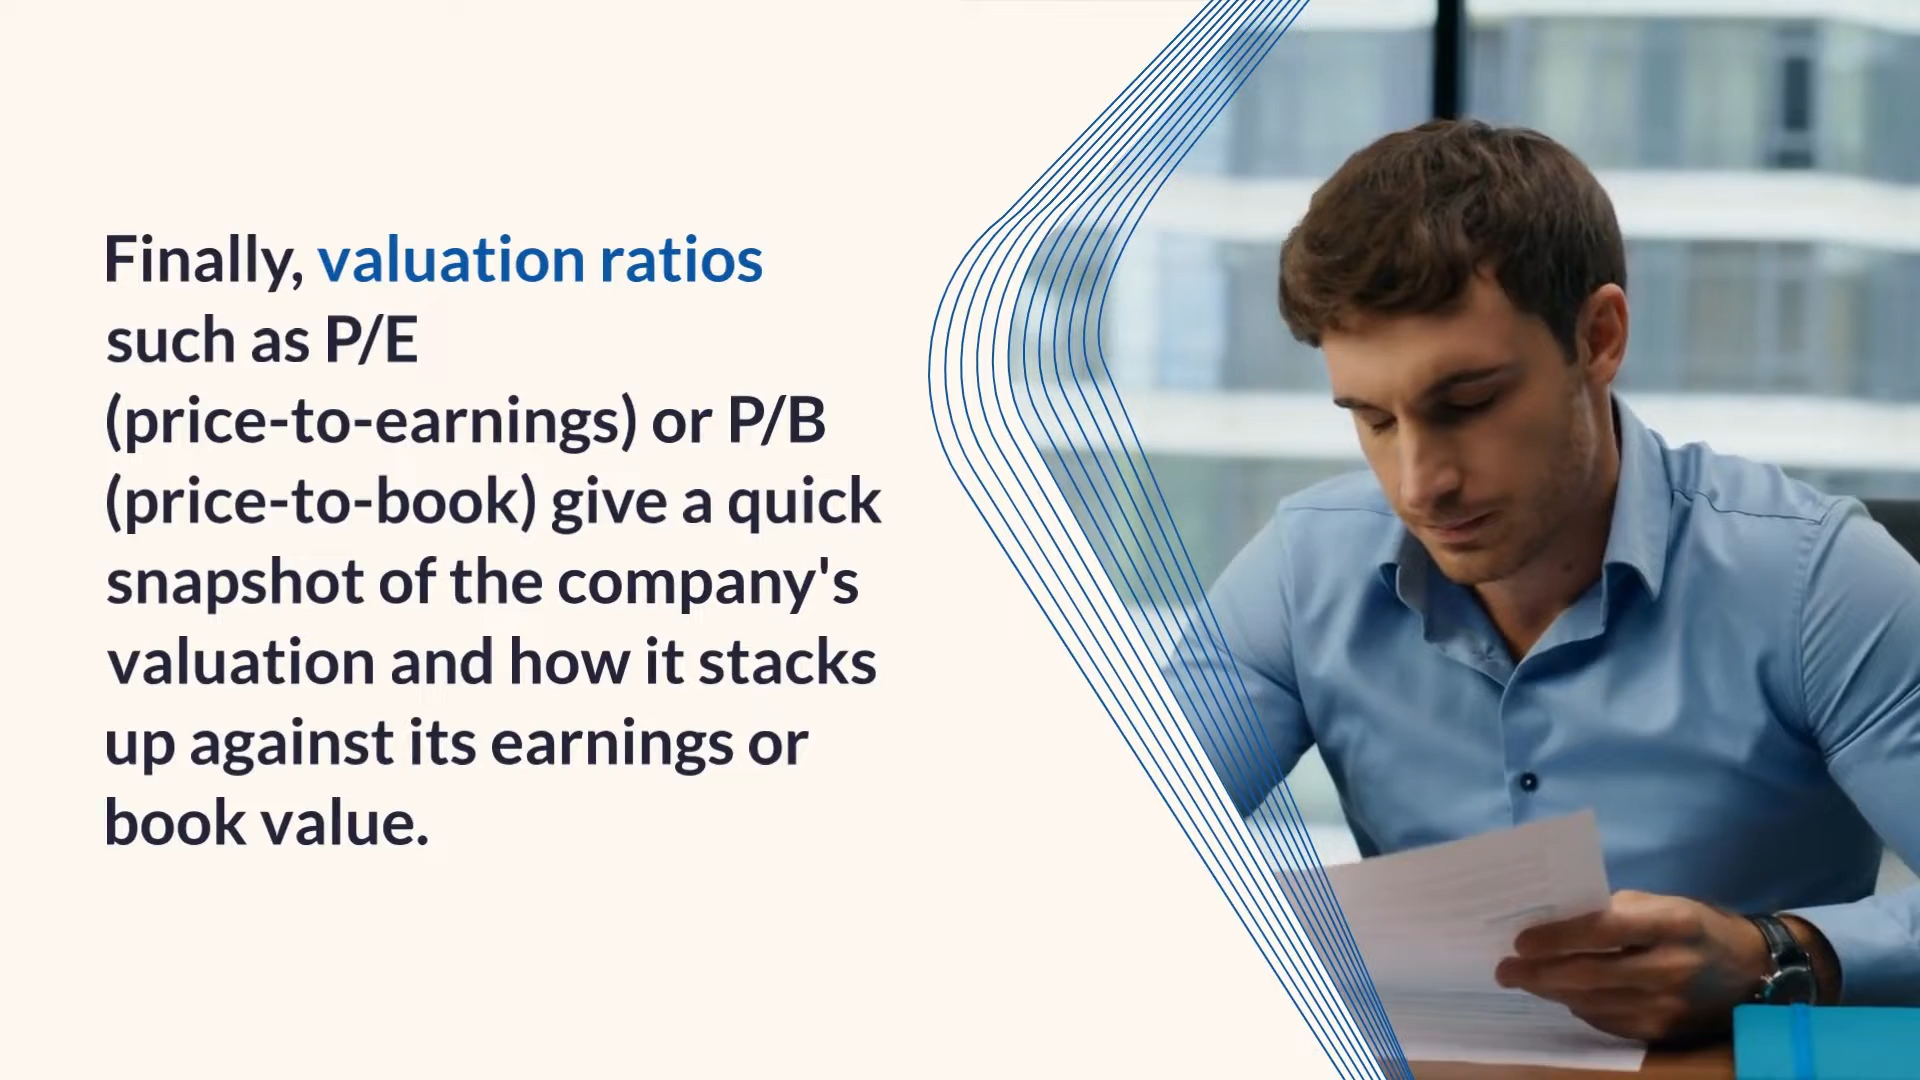 Finally, valuation ratios
such as P/E
(price-to-earnings) or P/B
(price-to-book) give a quick
snapshot of the company's
valuation and how it stacks
up against its earnings or
book value.